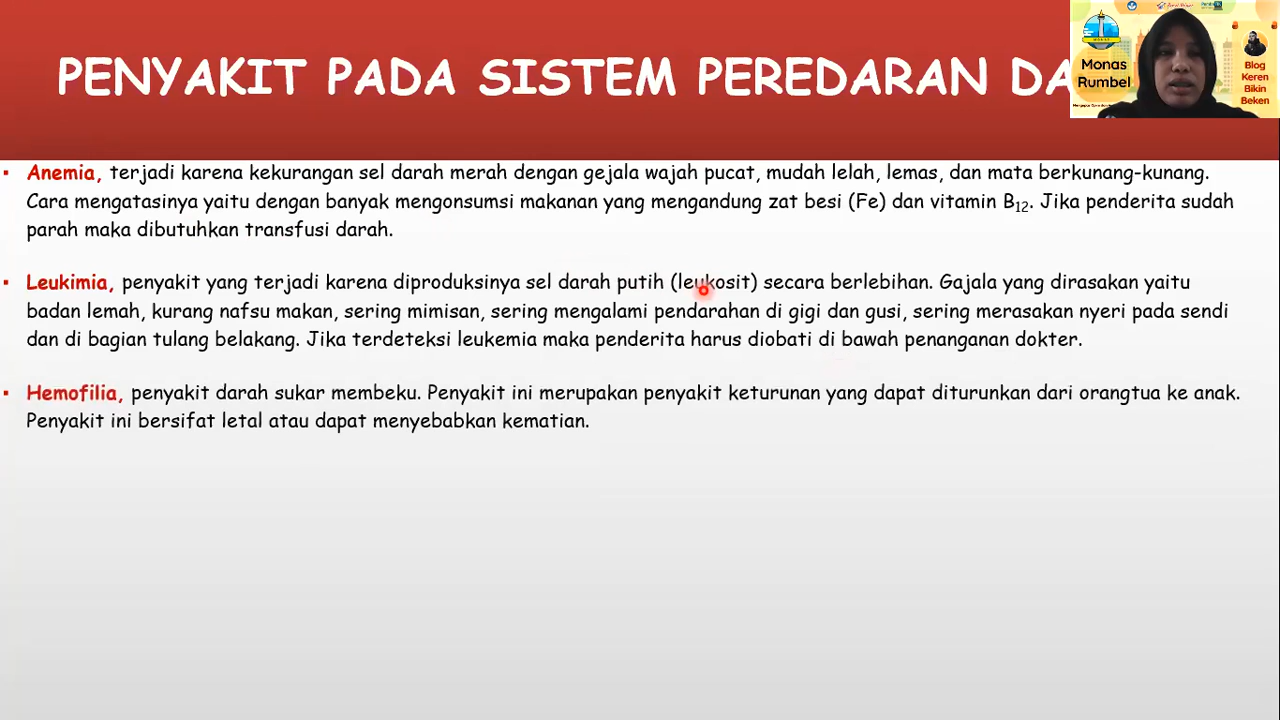 PENYAKIT PADA SISTEM PEREDARAN
Monas
Rumbel
Blog
Keren
Bikin
Beken
Anemia, terjadi karena kekurangan sel darah merah dengan gejala wajah pucat, mudah lelah, lemas, dan mata berkunang-kunang.
Cara mengatasinya yaitu dengan banyak mengonsumsi makanan yang mengandung zat besi (Fe) dan vitamin B12. Jika penderita sudah
parah maka dibutuhkan transfusi darah.
Leukimia, penyakit yang terjadi karena diproduksinya sel darah putih (leukosit) secara berlebihan. Gajala yang dirasakan yaitu
badan lemah, kurang nafsu makan, sering mimisan, sering mengalami pendarahan di gigi dan gusi, sering merasakan nyeri pada sendi
dan di bagian tulang belakang. Jika terdeteksi leukemia maka penderita harus diobati di bawah penanganan dokter.
Hemofilia, penyakit darah sukar membeku. Penyakit ini merupakan penyakit keturunan yang dapat diturunkan dari orangtua ke anak.
Penyakit ini bersifat letal atau dapat menyebabkan kematian.